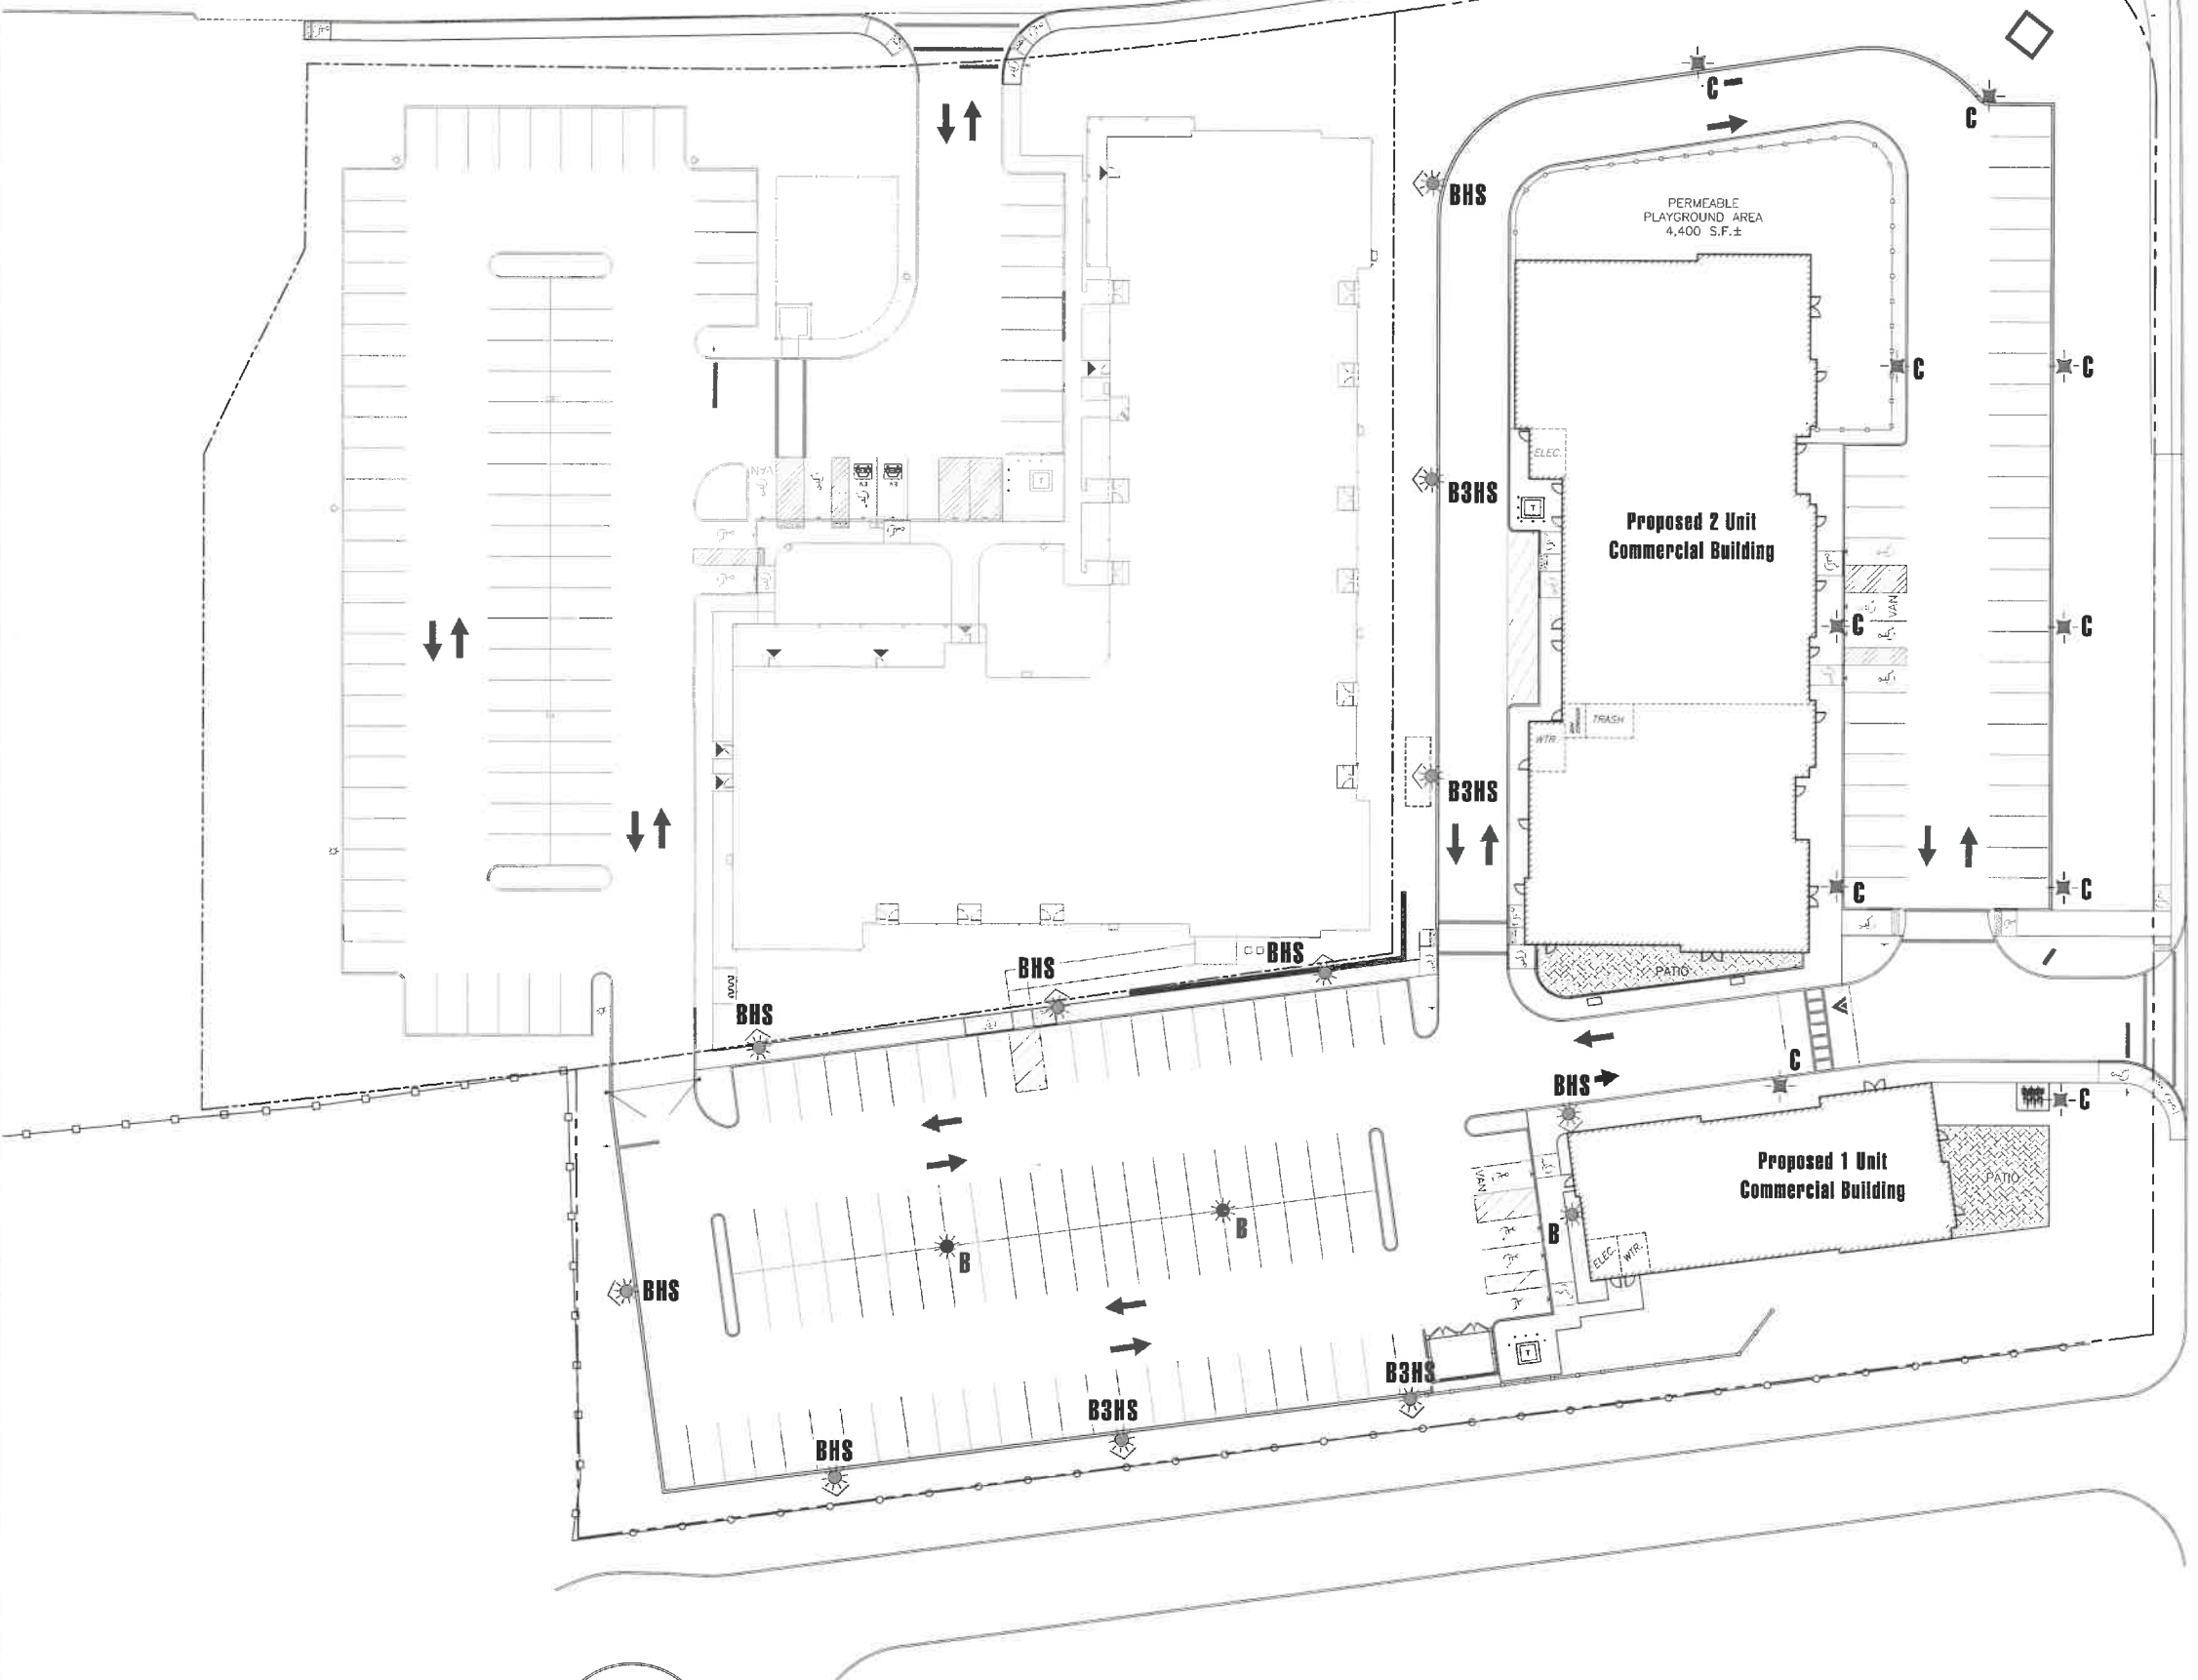 C
C
BHS
PERMEABLE
PLAYGROUND AREA
4,400 S.F.±
C
C
ELEC.
VAN
B3HS
T
T
Proposed 2 Unit
Commercial Building
VAN
C
C
TRASH
WTR.
B3HS
C
C
BHS
BHS
PATIO
BHS
C
BHS
C
VAN
Proposed 1 Unit
Commercial Building
PATIO
B
B
B
ELEC.
WTR.
BHS
T
B3HS
B3HS
BHS